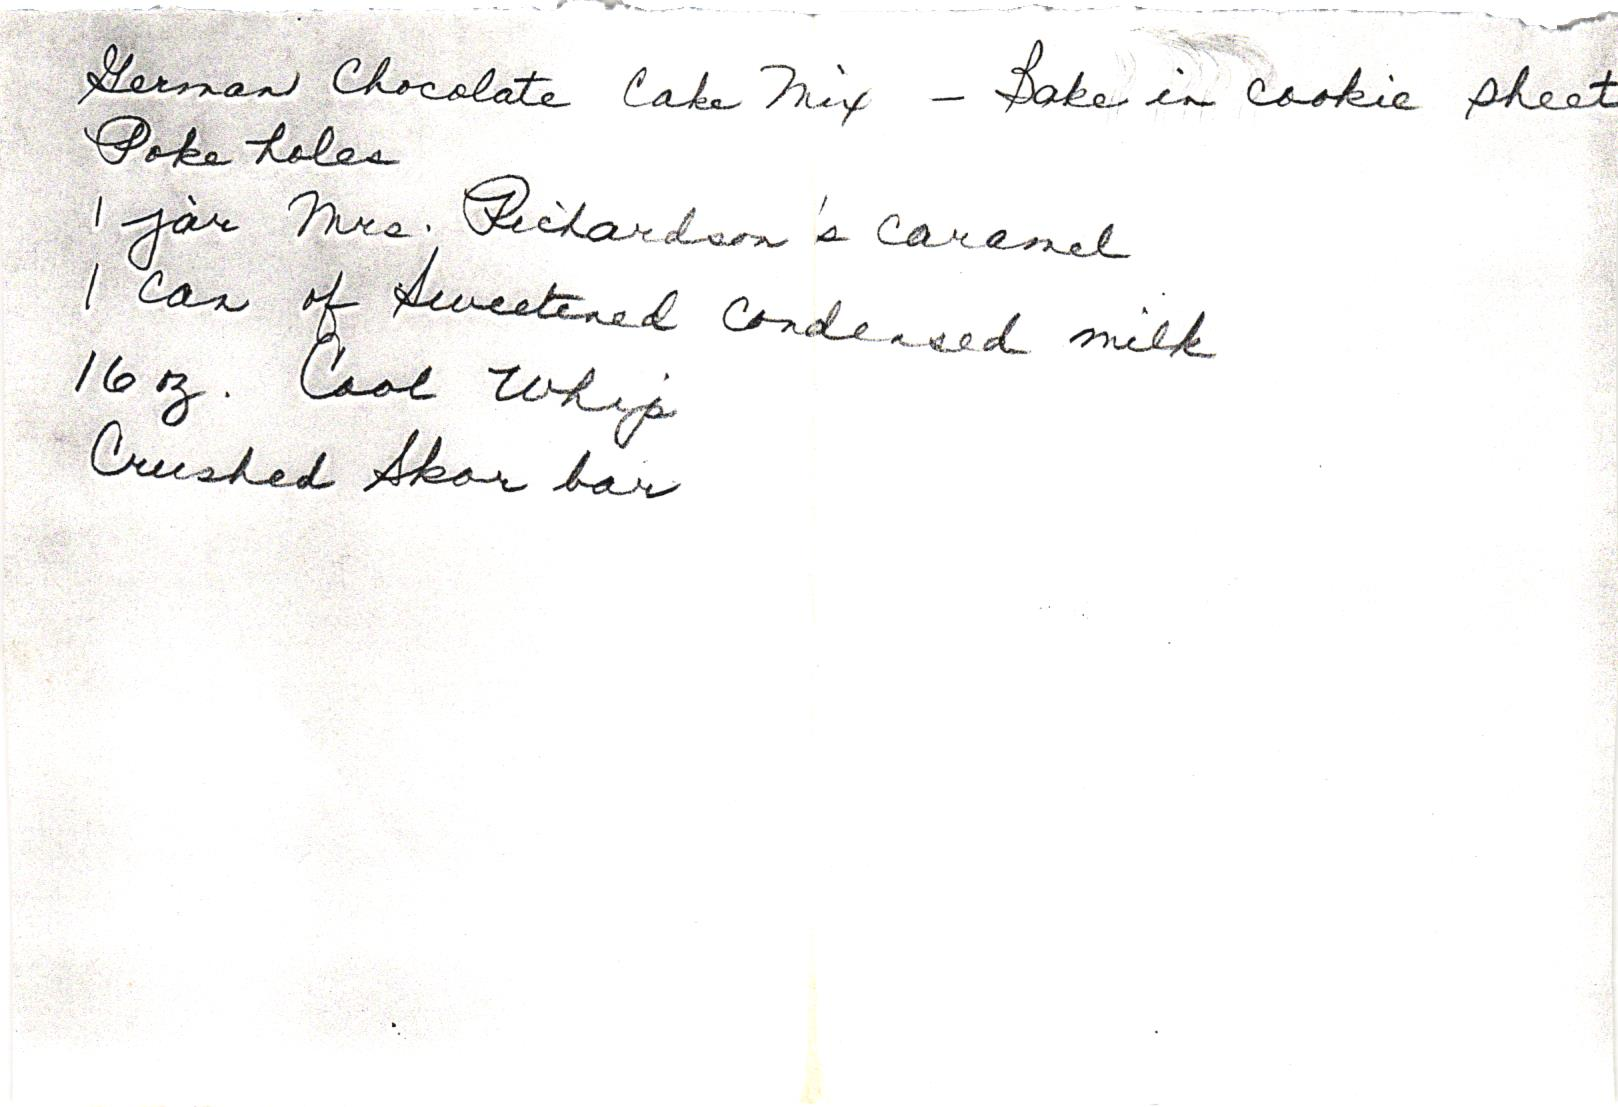 German Chocolate Cake Mix – Bake in cookie sheet
Poke holes
1 jar Mrs. Richardson's caramel
1 can of Sweetened condensed milk
16 oz. Cool Whip
Crushed Skor bar